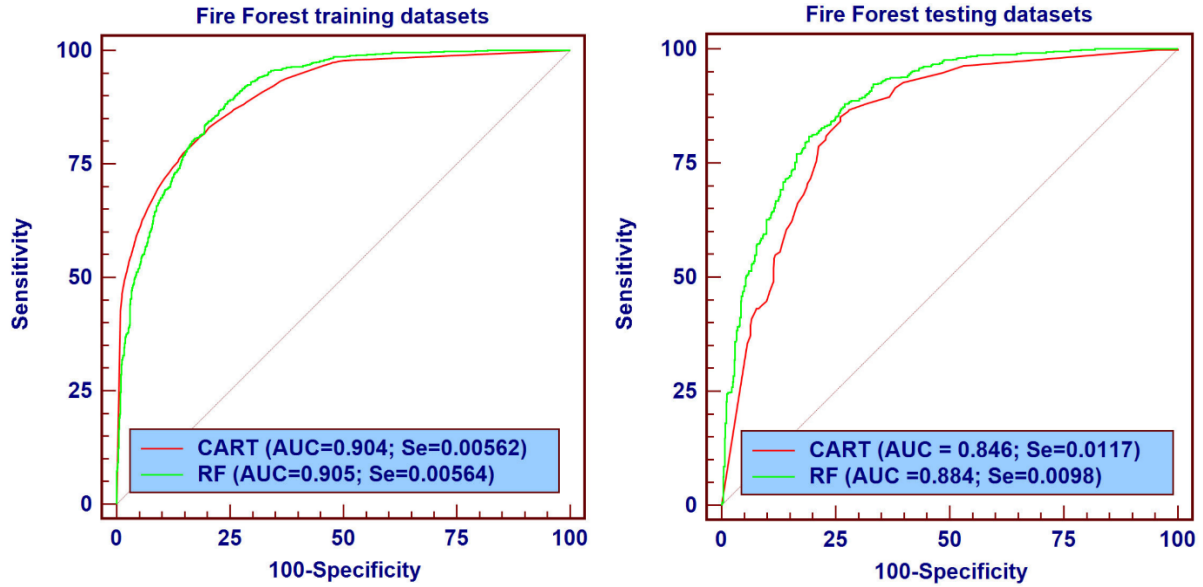 Fire Forest training datasets
100
75
50
25
0
Sensitivity
CART (AUC=0.904; Se=0.00562)
RF (AUC=0.905; Se=0.00564)
0 25 50 75 100
100-Specificity
Fire Forest testing datasets
100
75
50
25
0
Sensitivity
CART (AUC = 0.846; Se=0.0117)
RF (AUC =0.884; Se=0.0098)
0 25 50 75 100
100-Specificity